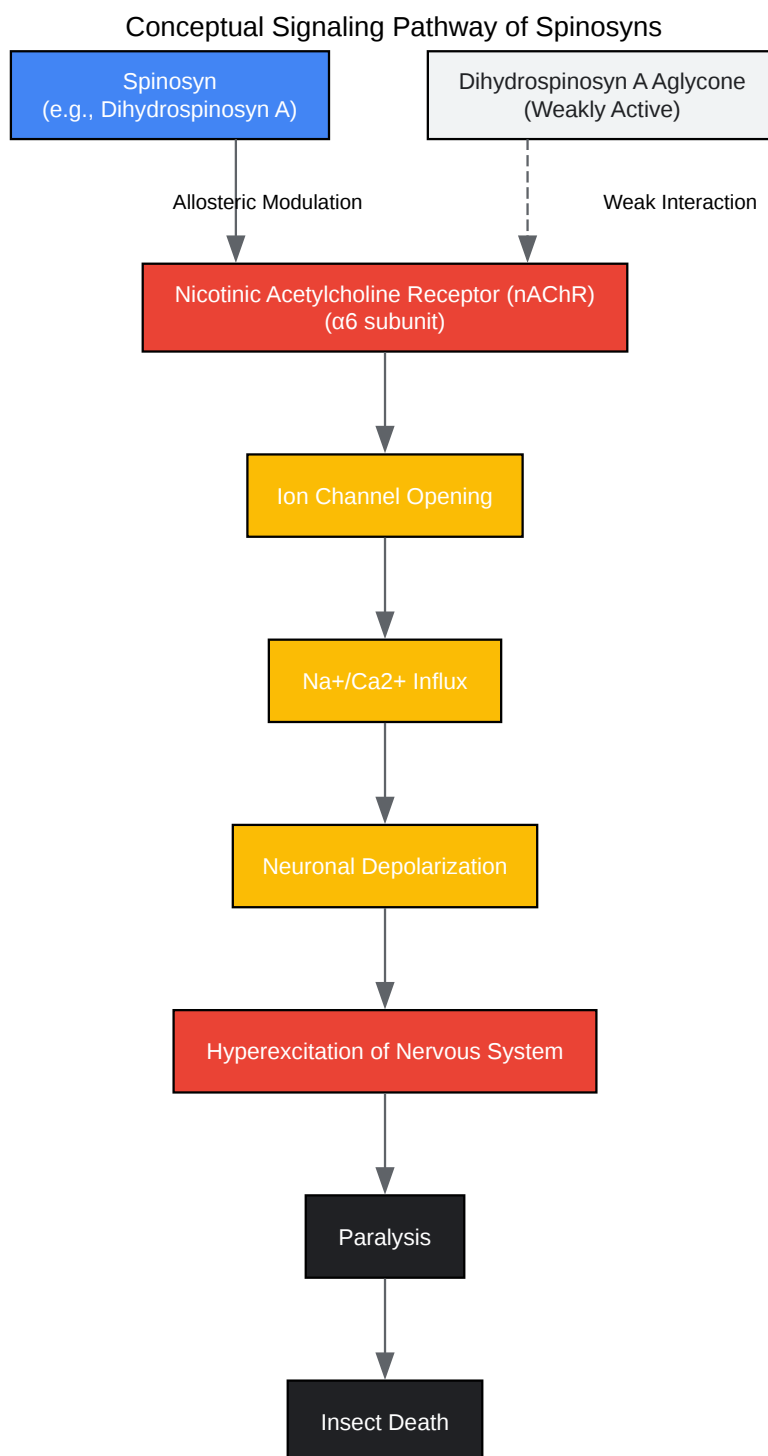 Conceptual Signaling Pathway of Spinosyns
Spinosyn
(e.g., Dihydrospinosyn A)
Dihydrospinosyn A Aglycone
(Weakly Active)
Allosteric Modulation
Weak Interaction
Nicotinic Acetylcholine Receptor (nAChR)
(α6 subunit)
Ion Channel Opening
Na+/Ca2+ Influx
Neuronal Depolarization
Hyperexcitation of Nervous System
Paralysis
Insect Death